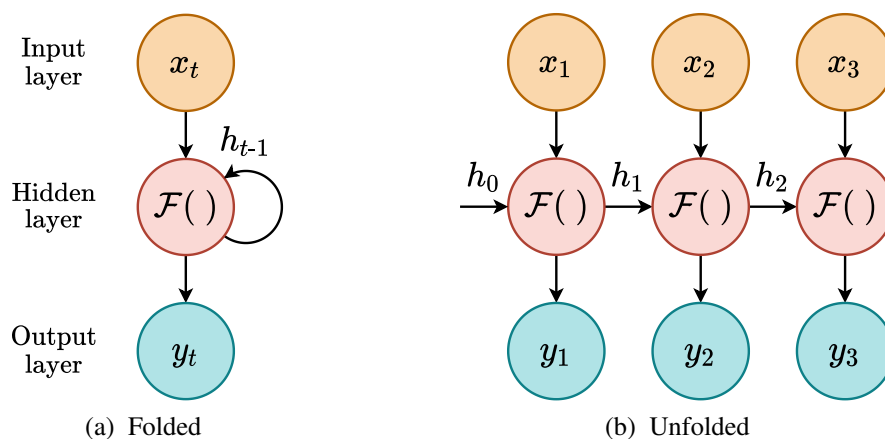 Input
layer
x_t
h_{t-1}
Hidden
layer
F( )
Output
layer
y_t
(a) Folded
x_1 x_2 x_3
h_0 h_1 h_2
F( ) F( ) F( )
y_1 y_2 y_3
(b) Unfolded